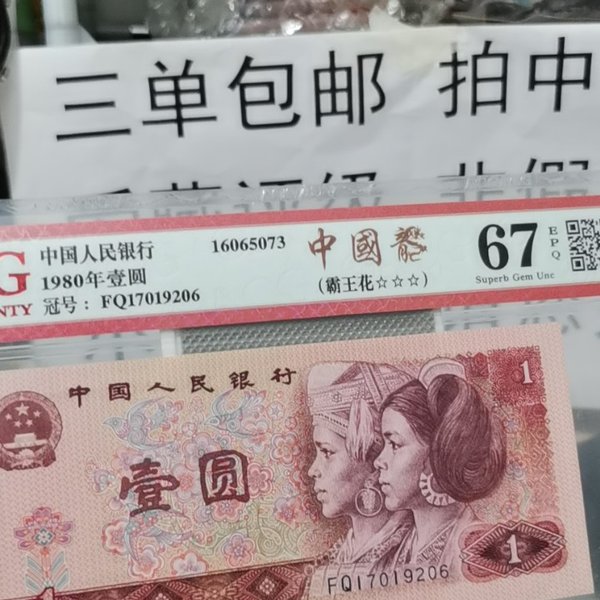 三单包邮 拍中
G
NTY
中国人民银行
1980年壹圆
冠号： FQ17019206
16065073
中國龍
(霸王花☆☆☆)
67
EPQ
Superb Gem Unc
中国人民银行
1
壹圆
1
1
FQ17019206